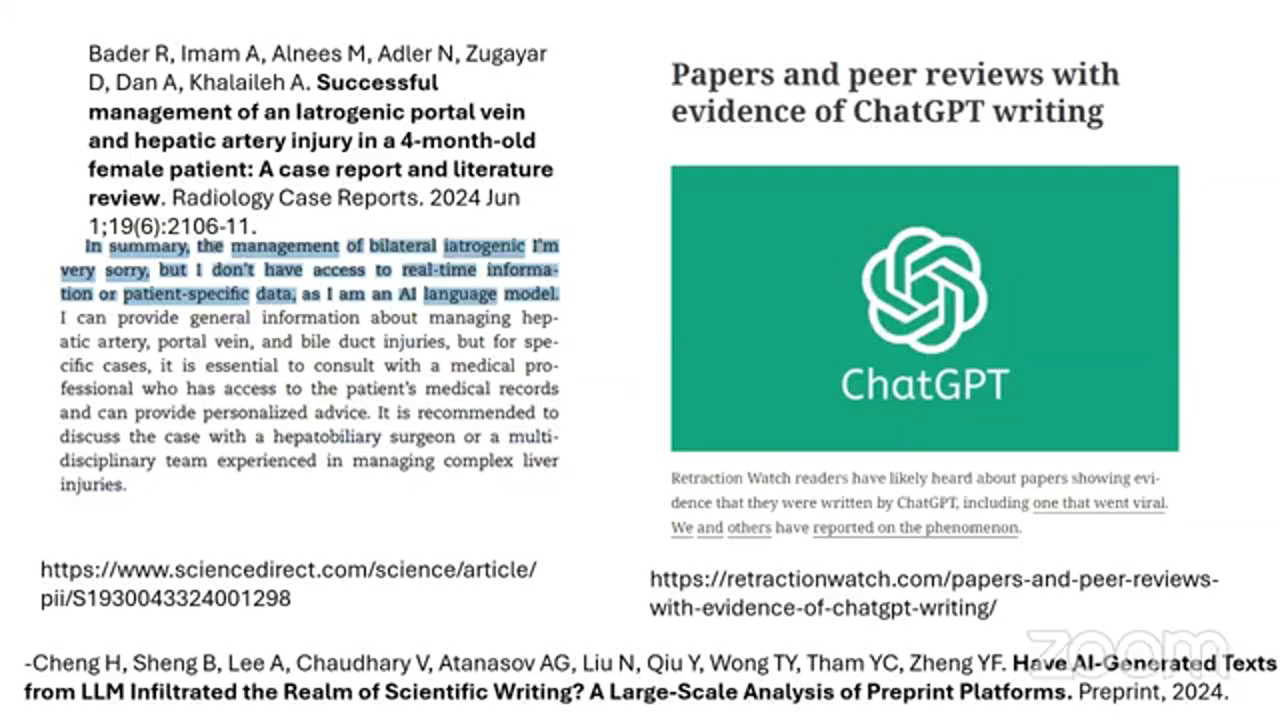 Bader R, Imam A, Alnees M, Adler N, Zugayar
D, Dan A, Khalaileh A. Successful
management of an Iatrogenic portal vein
and hepatic artery injury in a 4-month-old
female patient: A case report and literature
review. Radiology Case Reports. 2024 Jun
1;19(6):2106-11.
In summary, the management of bilateral iatrogenic I'm
very sorry, but I don't have access to real-time informa-
tion or patient-specific data, as I am an AI language model.
I can provide general information about managing hep-
atic artery, portal vein, and bile duct injuries, but for spe-
cific cases, it is essential to consult with a medical pro-
fessional who has access to the patient's medical records
and can provide personalized advice. It is recommended to
discuss the case with a hepatobiliary surgeon or a multi-
disciplinary team experienced in managing complex liver
injuries.
https://www.sciencedirect.com/science/article/
pii/S1930043324001298
Papers and peer reviews with
evidence of ChatGPT writing
ChatGPT
Retraction Watch readers have likely heard about papers showing evi-
dence that they were written by ChatGPT, including one that went viral.
We and others have reported on the phenomenon.
https://retractionwatch.com/papers-and-peer-reviews-
with-evidence-of-chatgpt-writing/
zoom
-Cheng H, Sheng B, Lee A, Chaudhary V, Atanasov AG, Liu N, Qiu Y, Wong TY, Tham YC, Zheng YF. Have AI-Generated Texts
from LLM Infiltrated the Realm of Scientific Writing? A Large-Scale Analysis of Preprint Platforms. Preprint, 2024.